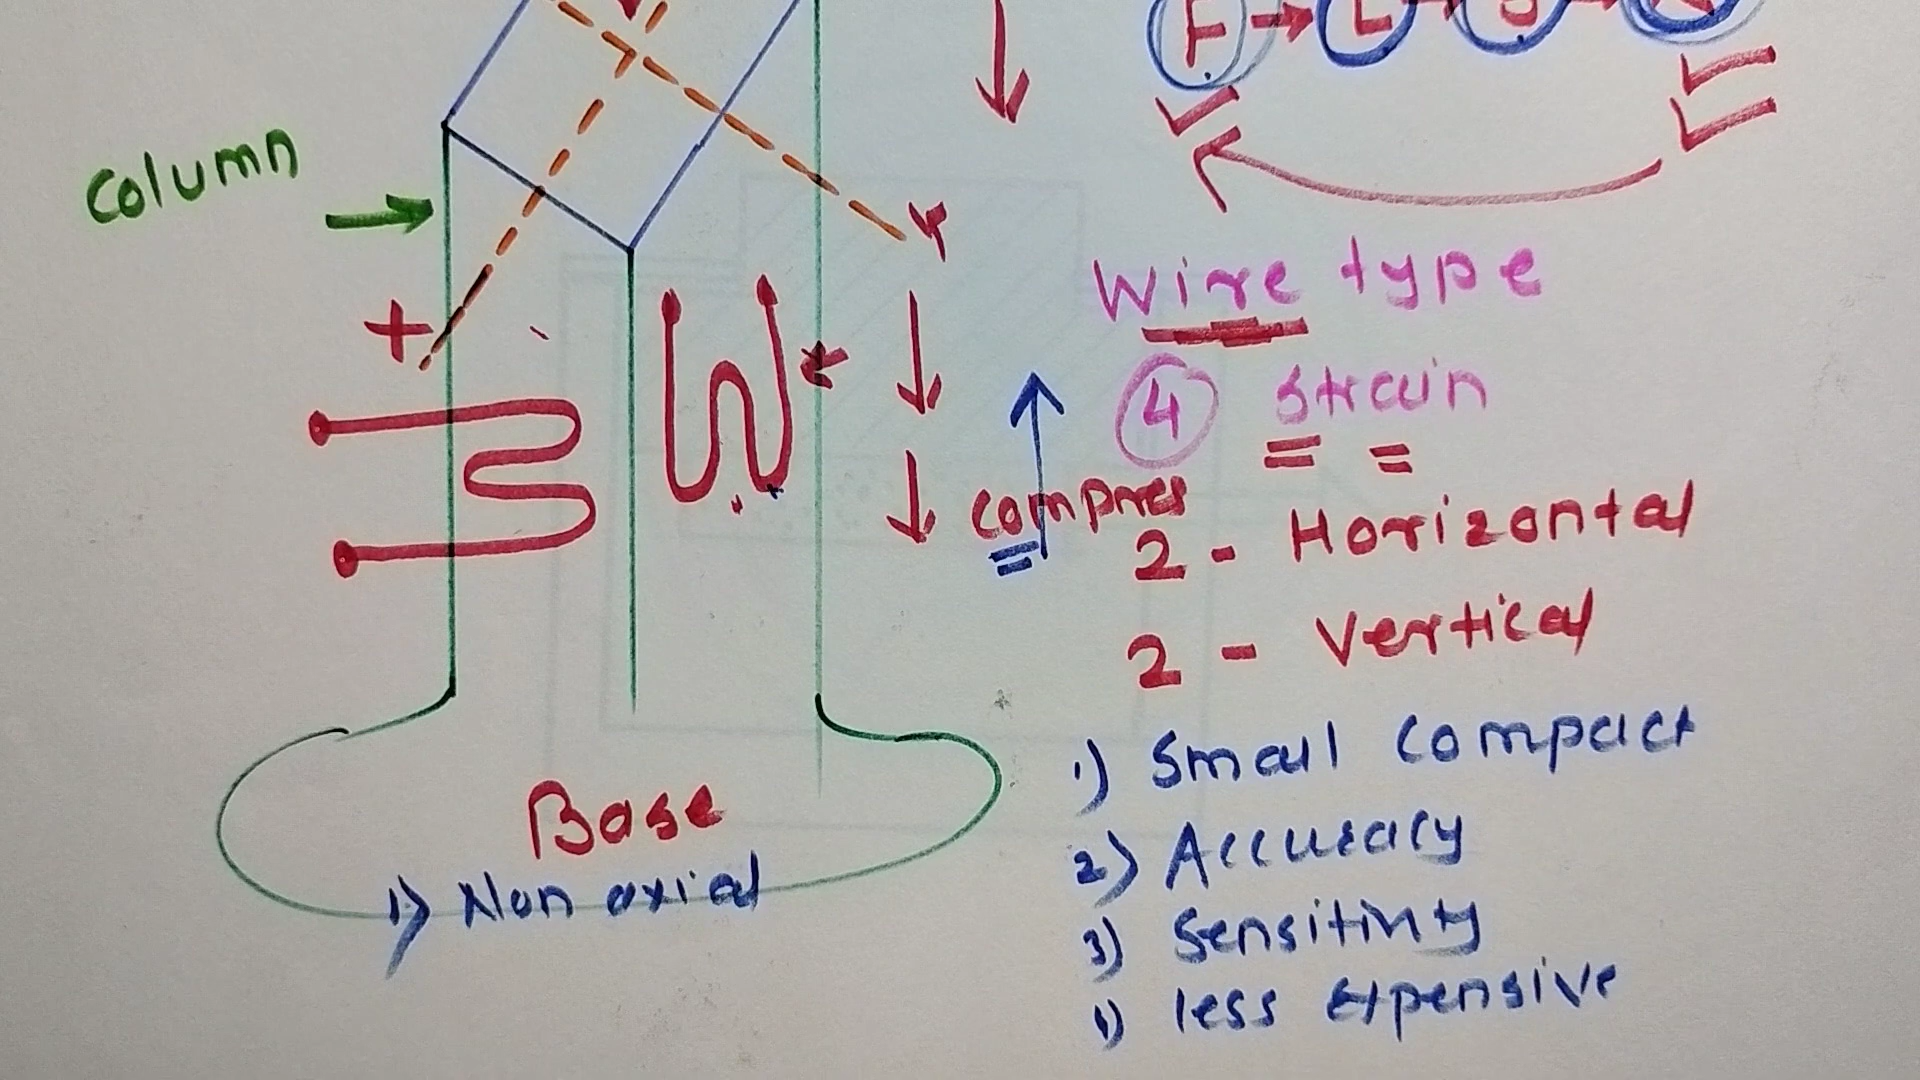 F → L → S →
Column
+
Wire type
4 Strain
compres
2 - Horizontal
2 - Vertical
Base
1) Non axial
1) Small Compact
2) Accuracy
3) Sensitivity
4) less expensive